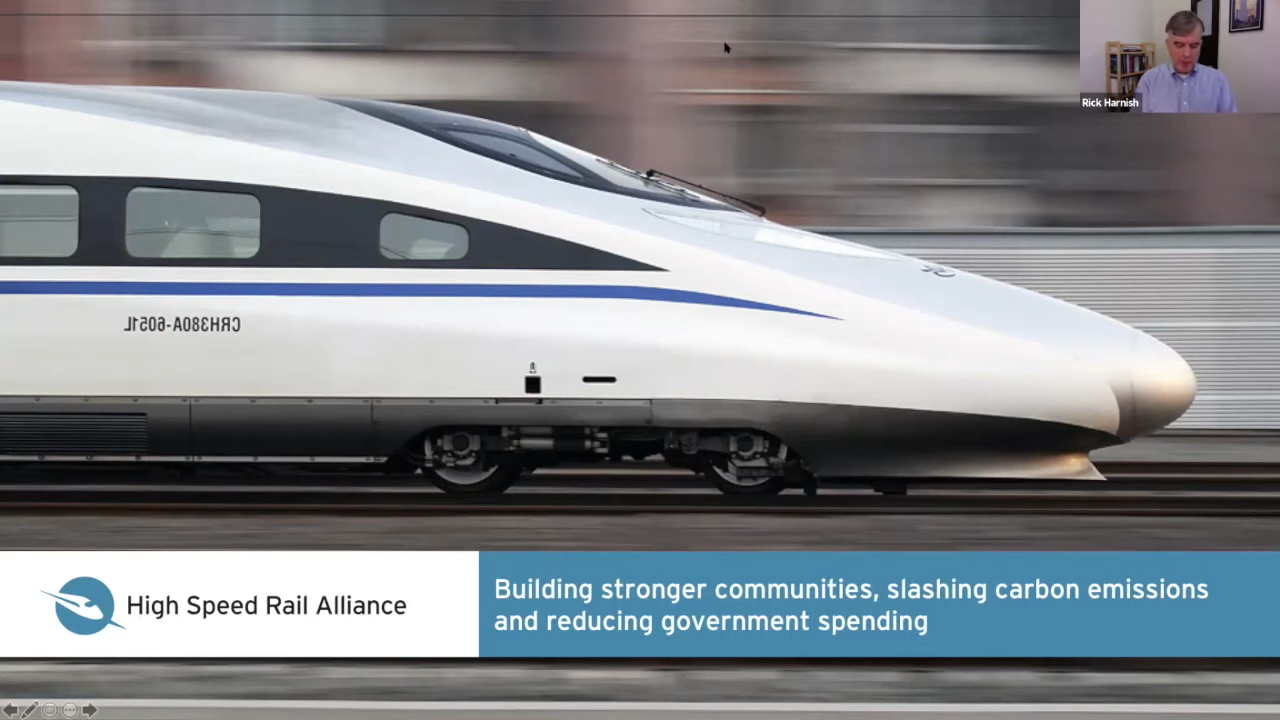 Rick Harnish
CRH380A-6051L
High Speed Rail Alliance
Building stronger communities, slashing carbon emissions
and reducing government spending